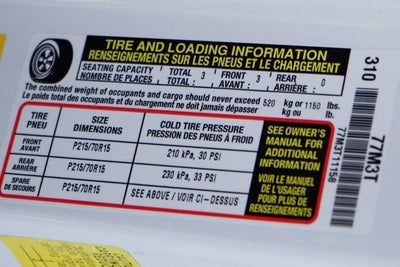 TIRE AND LOADING INFORMATION
RENSEIGNEMENTS SUR LES PNEUS ET LE CHARGEMENT
SEATING CAPACITY TOTAL 3 FRONT 3 REAR 0
NOMBRE DE PLACES TOTAL : AVANT : ARRIÈRE :
The combined weight of occupants and cargo should never exceed 520 kg or 1150 lbs.
Le poids total des occupants et du chargement ne doit jamais dépasser kg ou lb.
TIRE
PNEU
SIZE
DIMENSIONS
COLD TIRE PRESSURE
PRESSION DES PNEUS À FROID
FRONT
AVANT
P215/70R15
210 kPa, 30 PSI
REAR
ARRIÈRE
P215/70R15
230 kPa, 33 PSI
SPARE
DE SECOURS
P215/70R15
SEE ABOVE / VOIR CI-DESSUS
SEE OWNER'S
MANUAL FOR
ADDITIONAL
INFORMATION
VOIR LE MANUEL
DE L'USAGER
POUR PLUS DE
RENSEIGNEMENTS
310
77M3T
77M3T11158